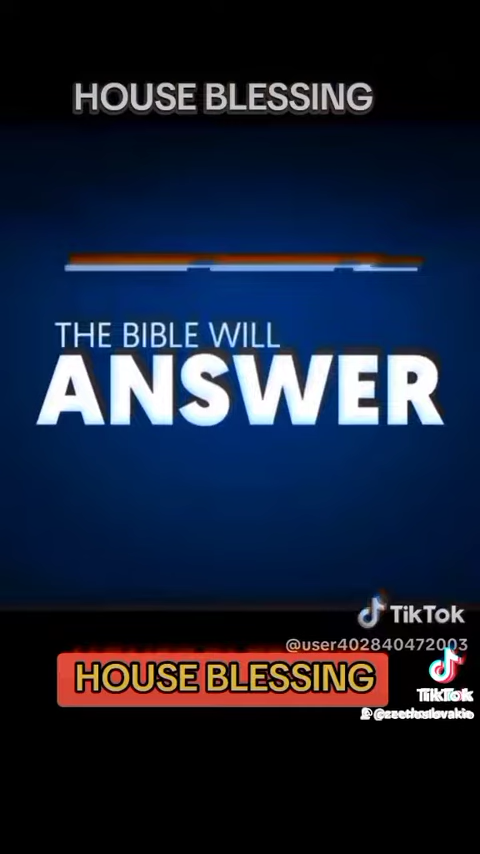 HOUSE BLESSING
THE BIBLE WILL
ANSWER
TikTok
@user402840472003
HOUSE BLESSING
TikTok